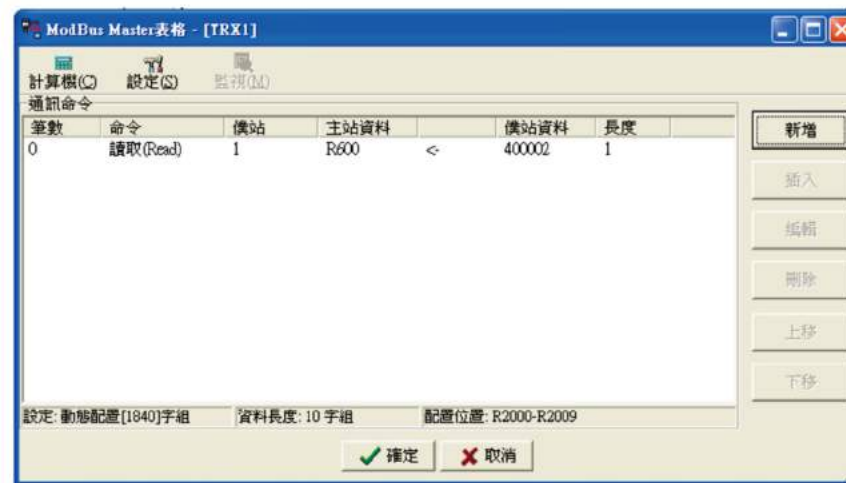 ModBus Master表格 - [TRX1]
計算機(C) 設定(S) 監視(M)
通訊命令
筆數 命令 僕站 主站資料 僕站資料 長度
0 讀取(Read) 1 R600 <- 400002 1
新增
插入
編輯
刪除
上移
下移
設定: 動態配置[1840]字組 資料長度: 10 字組 配置位置: R2000-R2009
確定 取消